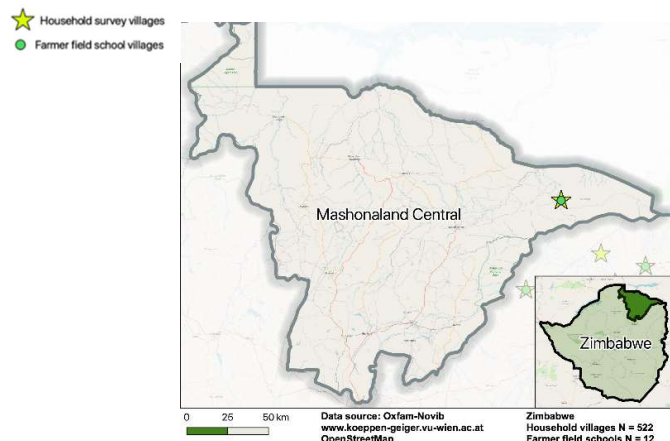 Household survey villages
Farmer field school villages
Mashonaland Central
Zimbabwe
0 25 50 km
Data source: Oxfam-Novib
www.koeppen-geiger.vu-wien.ac.at
OpenStreetMap
Zimbabwe
Household villages N = 522
Farmer field schools N = 12